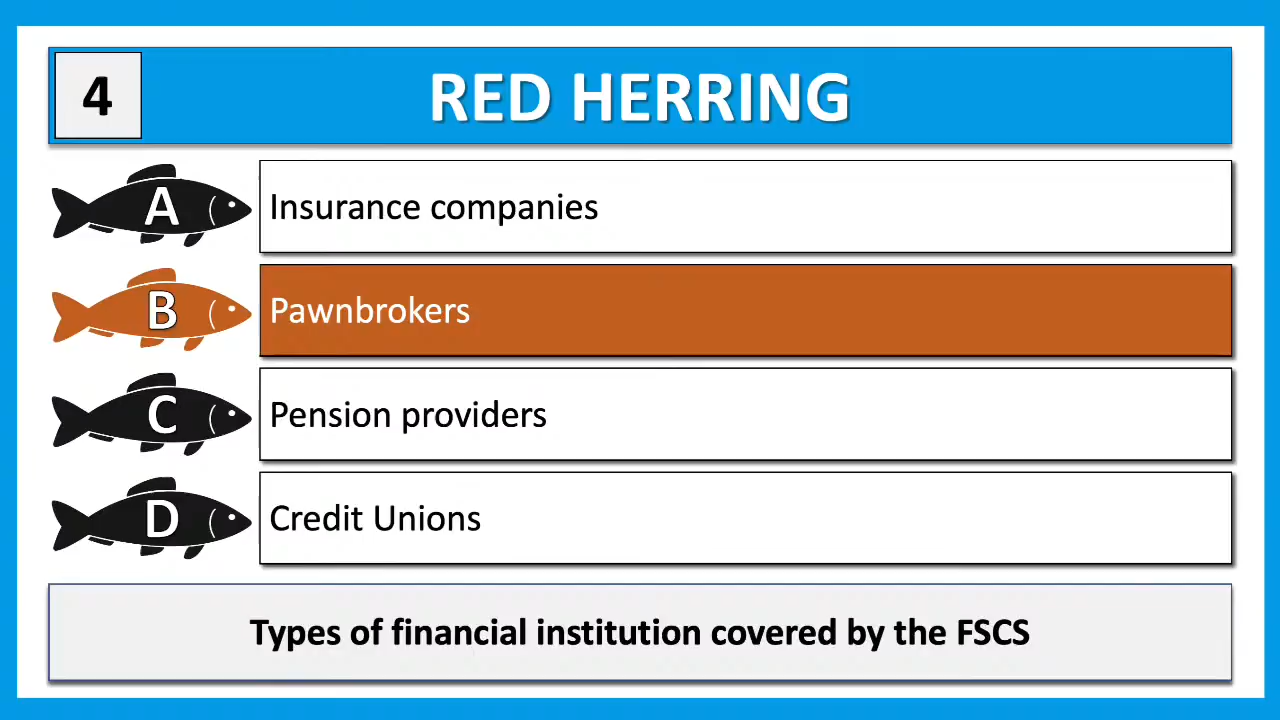 4
RED HERRING
A
Insurance companies
B
Pawnbrokers
C
Pension providers
D
Credit Unions
Types of financial institution covered by the FSCS